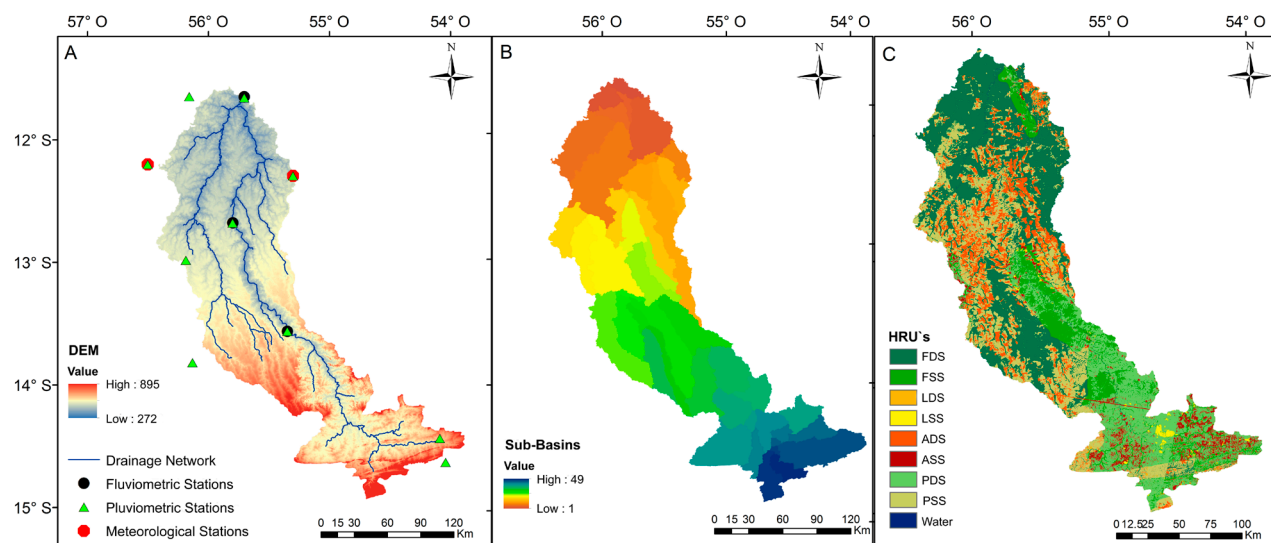 57° O 56° O 55° O 54° O
56° O 55° O 54° O
56° O 55° O 54° O
A
N
12° S
13° S
14° S
15° S
DEM
Value
High : 895
Low : 272
Drainage Network
Fluviometric Stations
Pluviometric Stations
Meteorological Stations
0 15 30 60 90 120
Km
B
N
Sub-Basins
Value
High : 49
Low : 1
0 15 30 60 90 120
Km
C
N
HRU`s
FDS
FSS
LDS
LSS
ADS
ASS
PDS
PSS
Water
0 12.525 50 75 100
Km